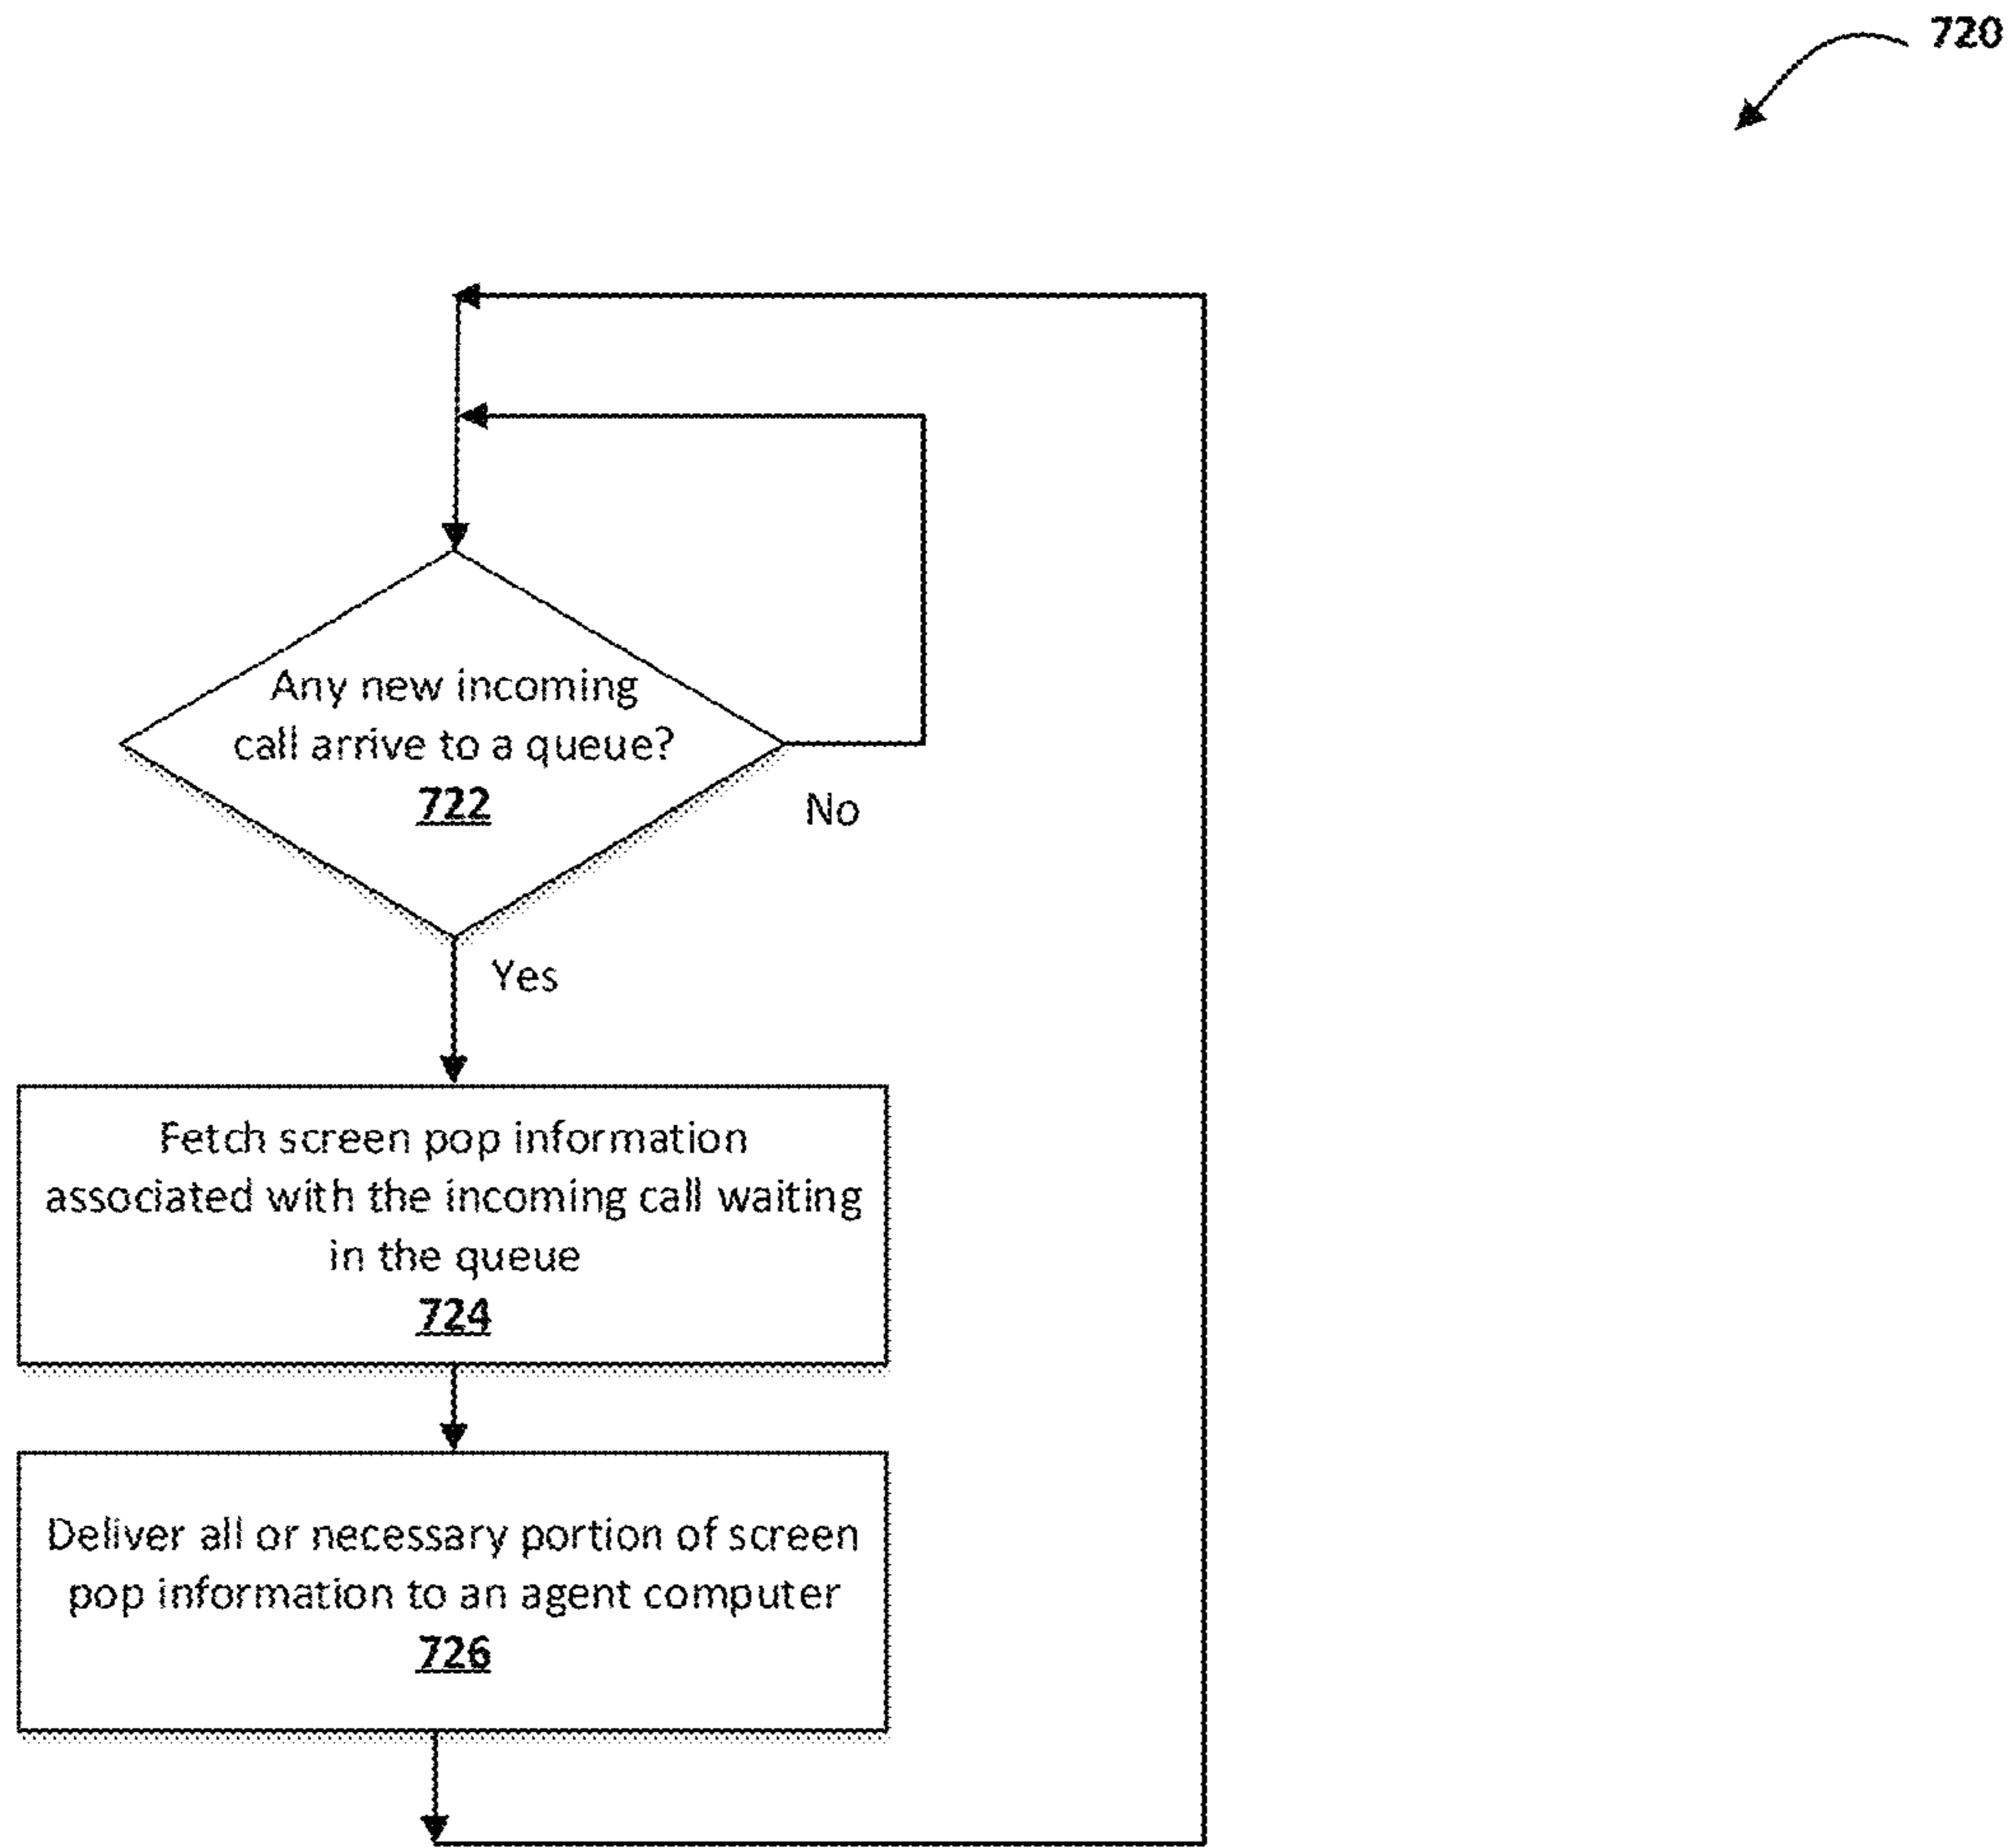 720
Any new incoming
call arrive to a queue?
722
No
Yes
Fetch screen pop information
associated with the incoming call waiting
in the queue
724
Deliver all or necessary portion of screen
pop information to an agent computer
726